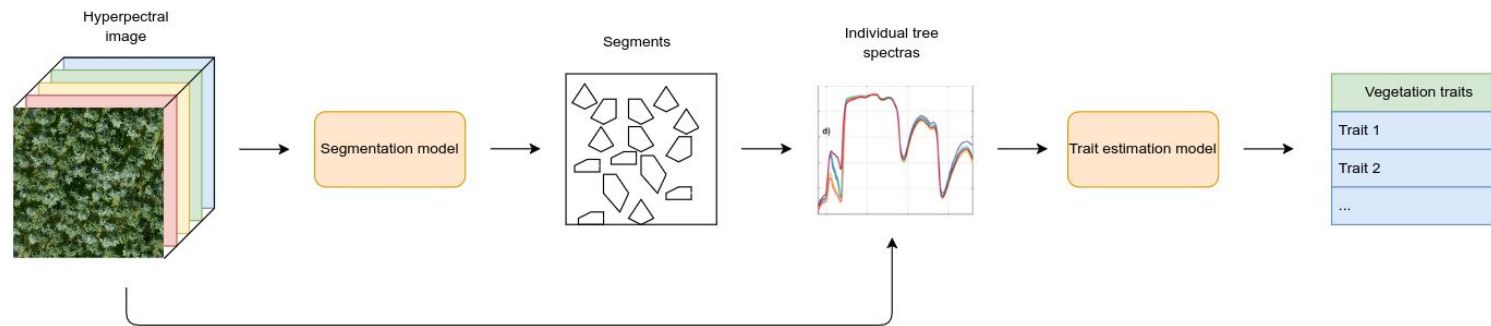 Hyperpectral
image
Segmentation model
Segments
Individual tree
spectras
d)
Trait estimation model
Vegetation traits
Trait 1
Trait 2
...